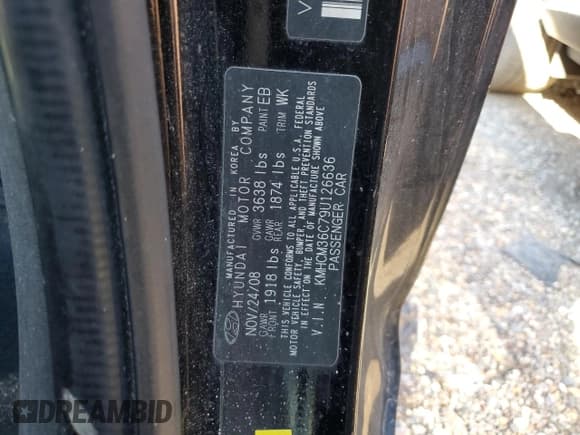 MANUFACTURED IN KOREA BY
HYUNDAI MOTOR COMPANY
NOV/24/08 GVWR 3638 lbs PAINT EB
GAWR FRONT 1918 lbs GAWR REAR 1874 lbs TRIM WK
THIS VEHICLE CONFORMS TO ALL APPLICABLE U.S.A. FEDERAL
MOTOR VEHICLE SAFETY, BUMPER, AND THEFT PREVENTION STANDARDS
IN EFFECT ON THE DATE OF MANUFACTURE SHOWN ABOVE
V.I.N. KMHCM36C79U126636
PASSENGER CAR
V
DREAMBID